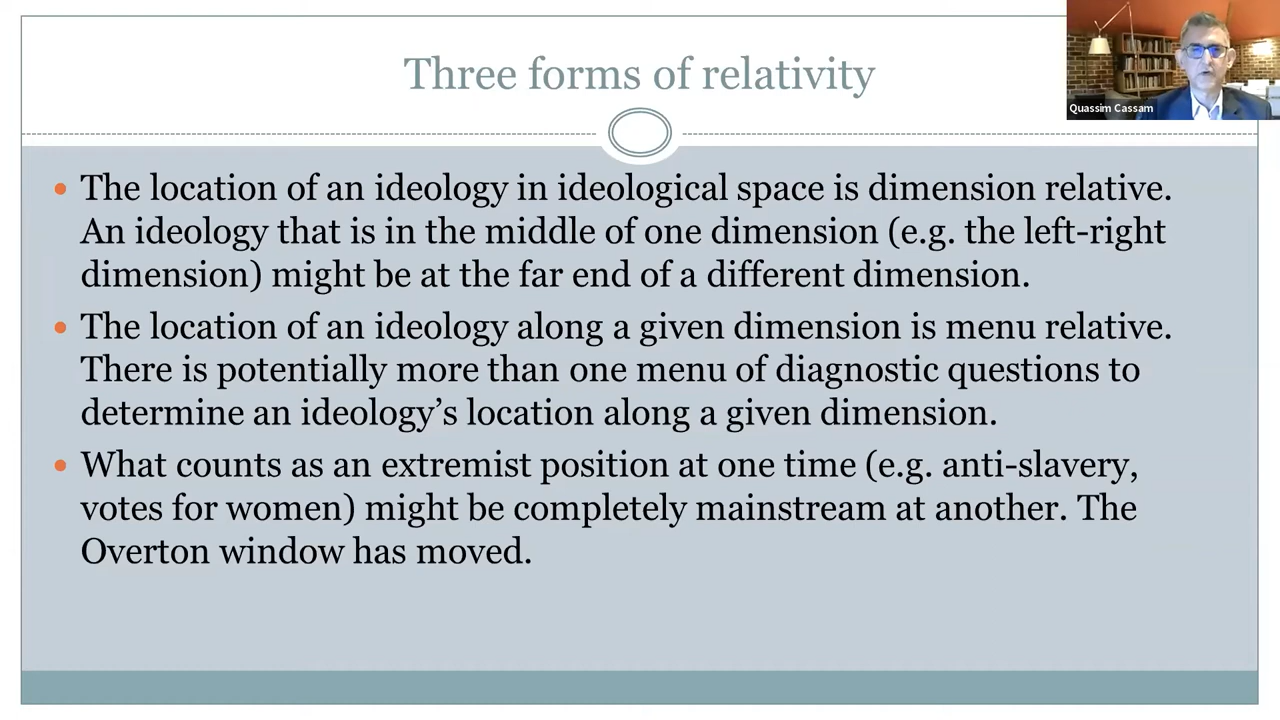 Three forms of relativity
Quassim Cassam
• The location of an ideology in ideological space is dimension relative.
An ideology that is in the middle of one dimension (e.g. the left-right
dimension) might be at the far end of a different dimension.
• The location of an ideology along a given dimension is menu relative.
There is potentially more than one menu of diagnostic questions to
determine an ideology’s location along a given dimension.
• What counts as an extremist position at one time (e.g. anti-slavery,
votes for women) might be completely mainstream at another. The
Overton window has moved.